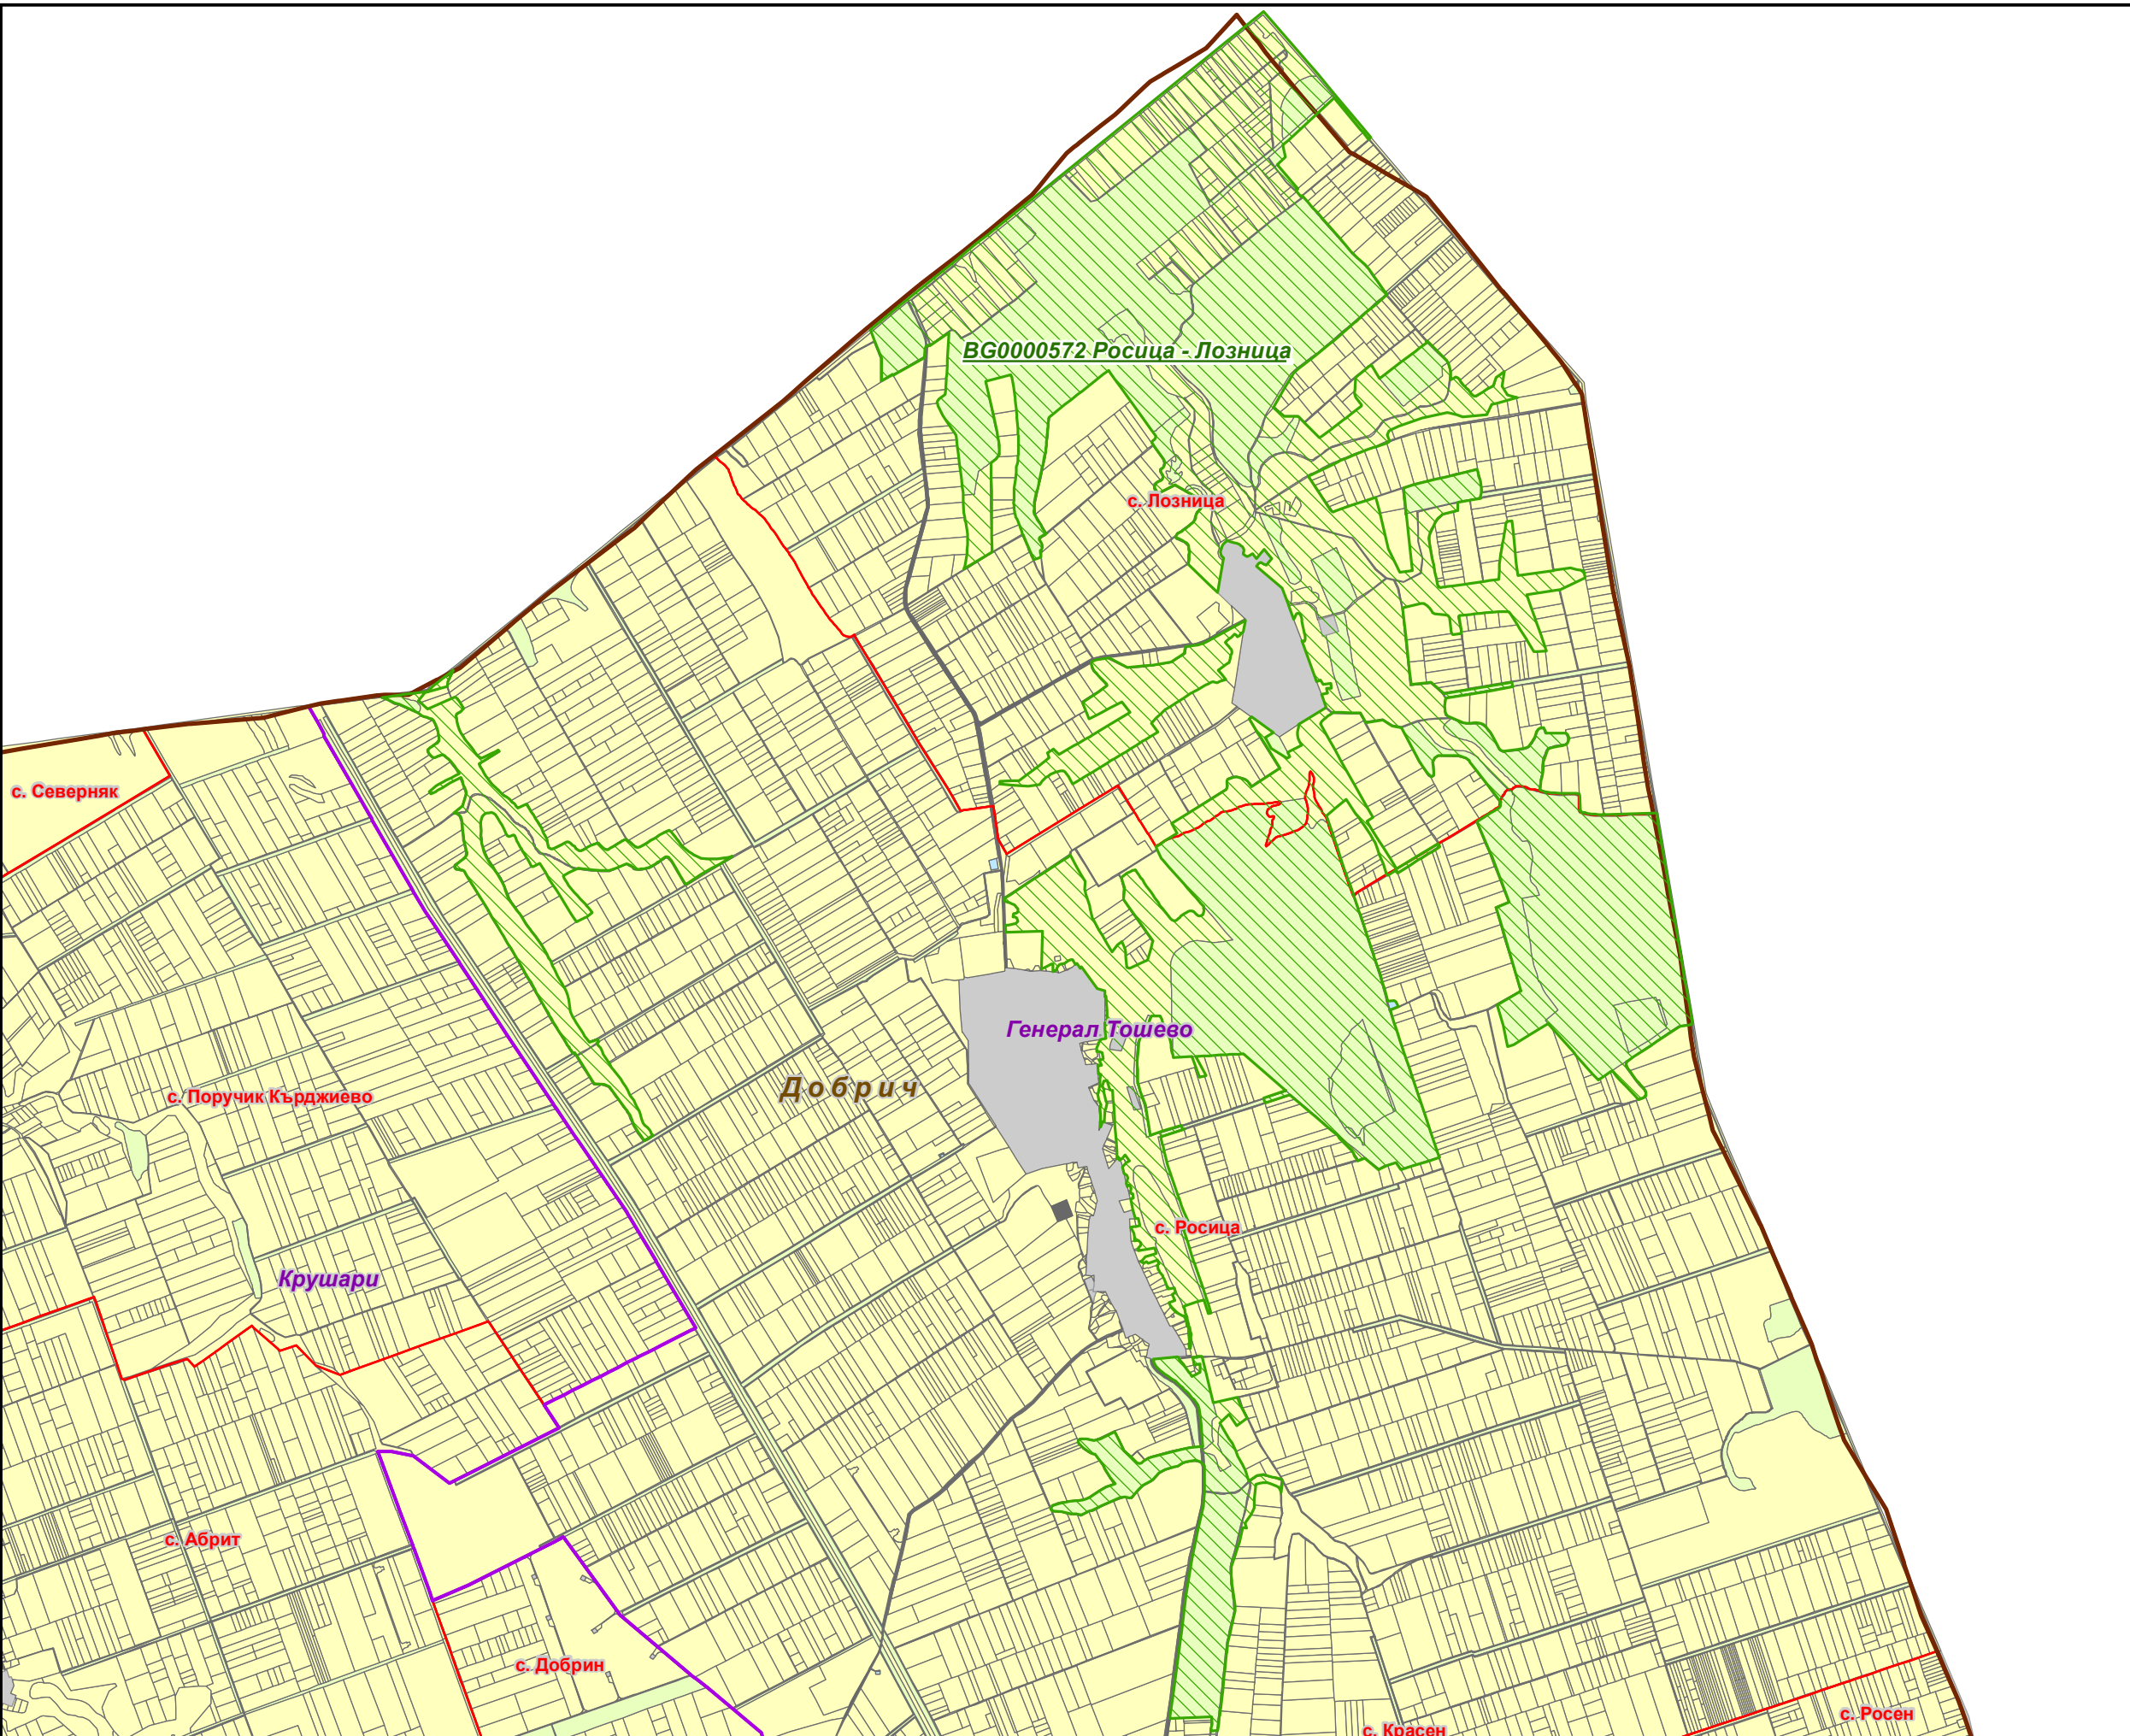 BG0000572 Росица - Лозница
с. Лозница
с. Северняк
Генерал Тошево
Добрич
с. Поручик Кърджиево
с. Росица
Крушари
с. Абрит
с. Добрин
с. Росен
с. Красен